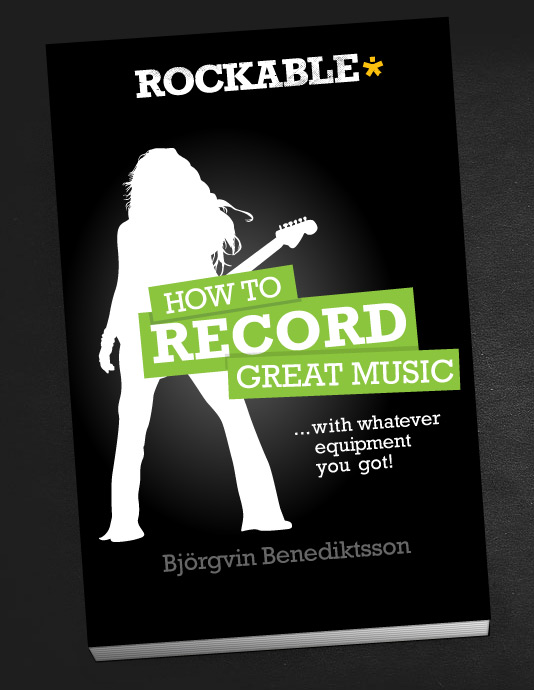 ROCKABLE*
HOW TO
RECORD
GREAT MUSIC
...with whatever
equipment
you got!
Björgvin Benediktsson